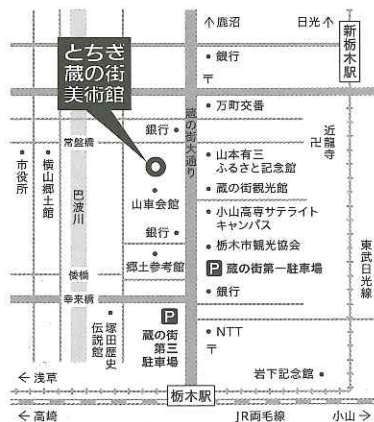 ↑鹿沼
日光↗
新栃木駅
とちぎ
蔵の街
美術館
銀行
〒
万町交番
蔵の街大通り
銀行
近龍寺
卍
常盤橋
市役所
横山郷土館
巴波川
山車会館
山本有三
ふるさと記念館
蔵の街観光館
小山高専サテライト
キャンパス
栃木市観光協会
銀行
郷土参考館
P 蔵の街第一駐車場
東武日光線
倭橋
幸来橋
銀行
塚田歴史
伝説館
P
蔵の街
第三
駐車場
NTT
〒
岩下記念館
←浅草
栃木駅
←高崎
JR両毛線
小山→